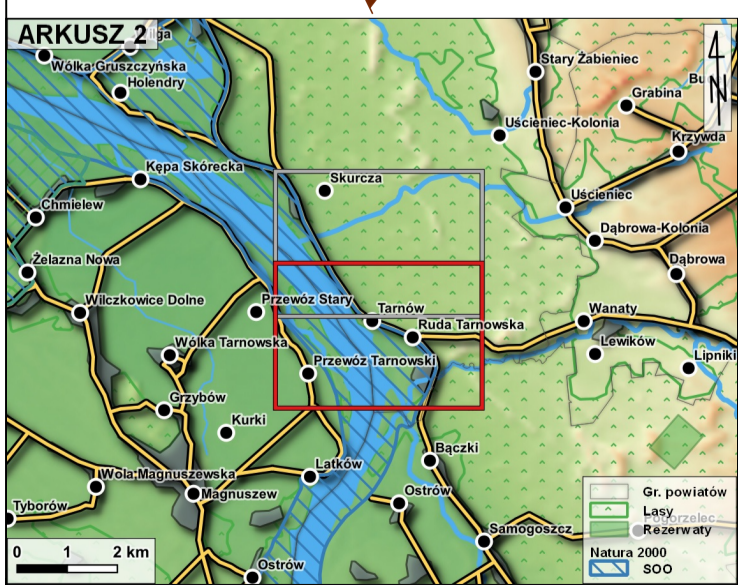 ARKUSZ 2
Wilga
Wólka Gruszczyńska
Holendry
Stary Żabieniec
Bu
Grabina
N
Uścieniec-Kolonia
Krzywda
Kępa Skórecka
Skurcza
Uścieniec
Chmielew
Dąbrowa-Kolonia
Żelazna Nowa
Dąbrowa
Wilczkowice Dolne
Przewóz Stary
Tarnów
Wanaty
Ruda Tarnowska
Wólka Tarnowska
Lewików
Lipniki
Przewóz Tarnowski
Grzybów
Kurki
Bączki
Latków
Wola Magnuszewska
Magnuszew
Ostrów
Tyborów
Samogoszcz
Ostrów
Gr. powiatów
Lasy
Pogorzelec
Rezerwaty
Natura 2000
SOO
0 1 2 km